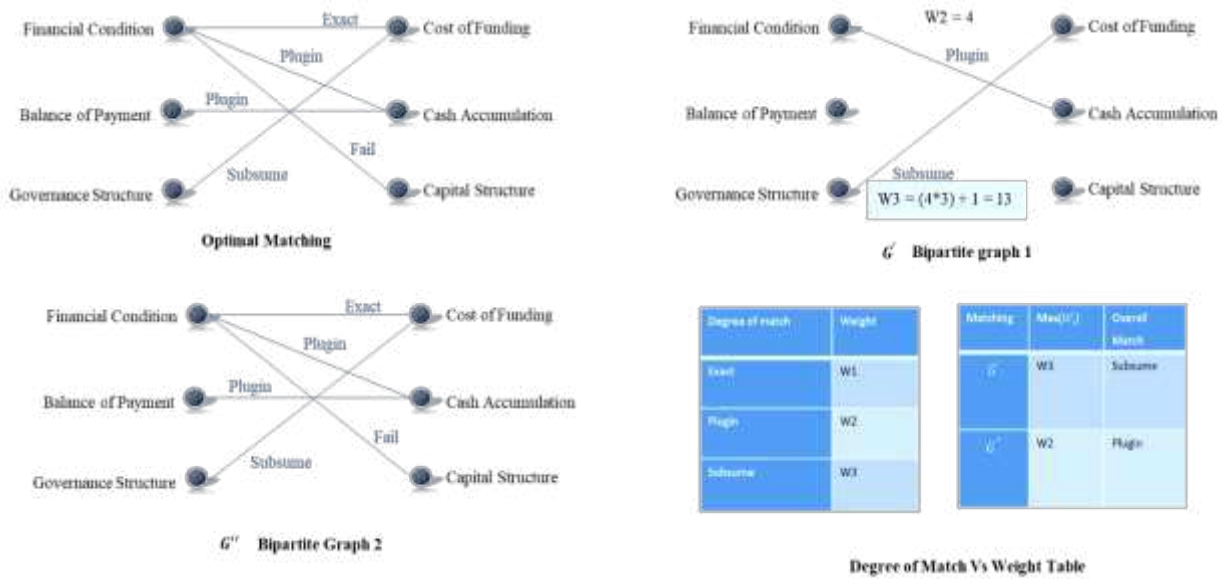 Financial Condition
Exact
Cost of Funding
Plugin
Balance of Payment
Plugin
Cash Accumulation
Fail
Subsume
Governance Structure
Capital Structure
Optimal Matching
Financial Condition
W2 = 4
Cost of Funding
Plugin
Balance of Payment
Cash Accumulation
Subsume
Governance Structure
W3 = (4*3) + 1 = 13
Capital Structure
G' Bipartite graph 1
Financial Condition
Exact
Cost of Funding
Plugin
Balance of Payment
Plugin
Cash Accumulation
Fail
Subsume
Governance Structure
Capital Structure
G'' Bipartite Graph 2
Degree of match Weight
Exact W1
Plugin W2
Subsume W3
Matching Max(Wi) Overall Match
G' W3 Subsume
G'' W2 Plugin
Degree of Match Vs Weight Table